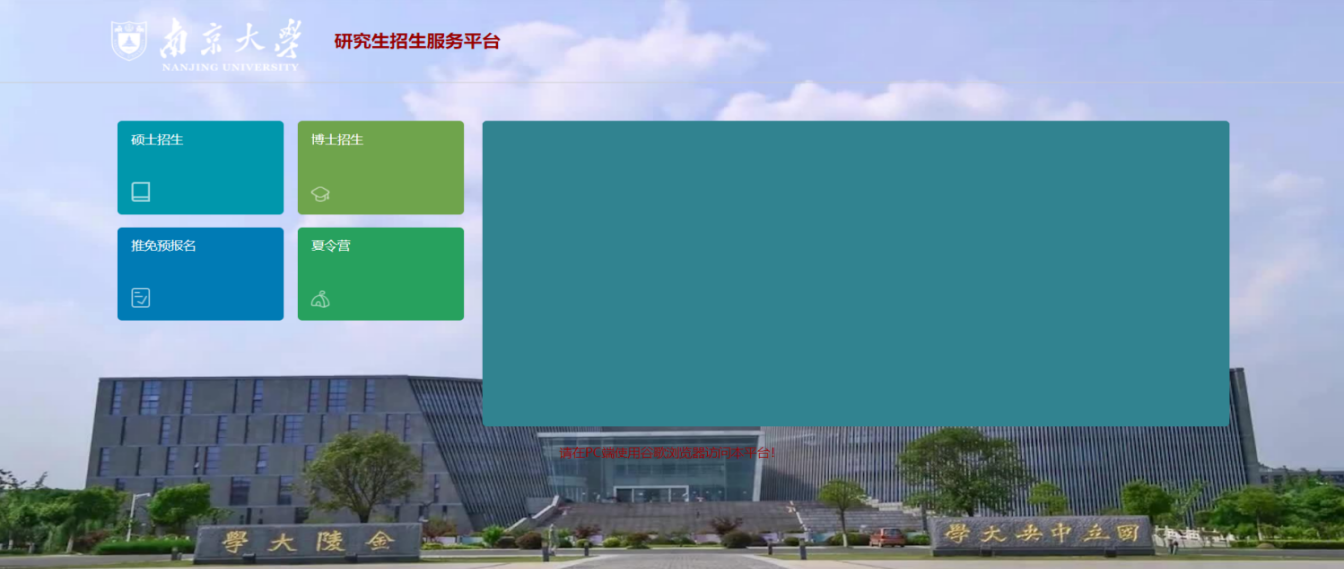 南京大學
NANJING UNIVERSITY
研究生招生服务平台
硕士招生
博士招生
推免预报名
夏令营
请在PC端使用谷歌浏览器访问本平台！
學大陵金
學大央中立國